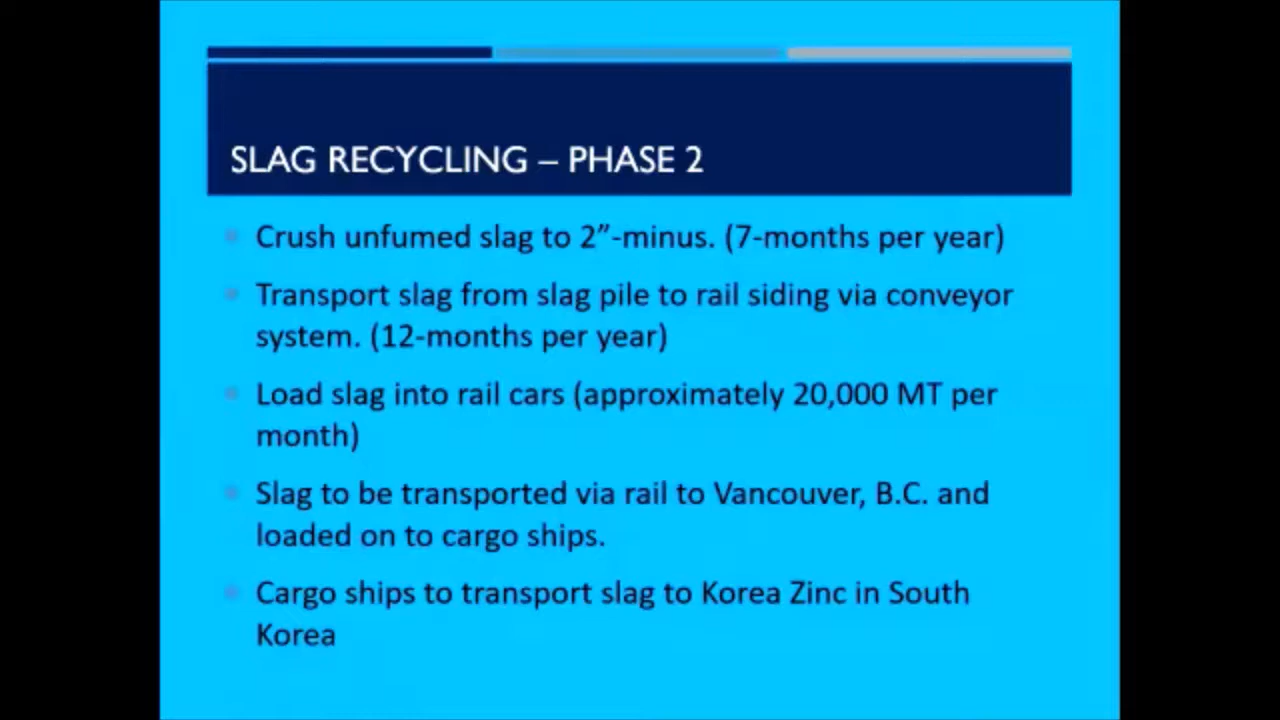 SLAG RECYCLING – PHASE 2
Crush unfumed slag to 2”-minus. (7-months per year)
Transport slag from slag pile to rail siding via conveyor
system. (12-months per year)
Load slag into rail cars (approximately 20,000 MT per
month)
Slag to be transported via rail to Vancouver, B.C. and
loaded on to cargo ships.
Cargo ships to transport slag to Korea Zinc in South
Korea